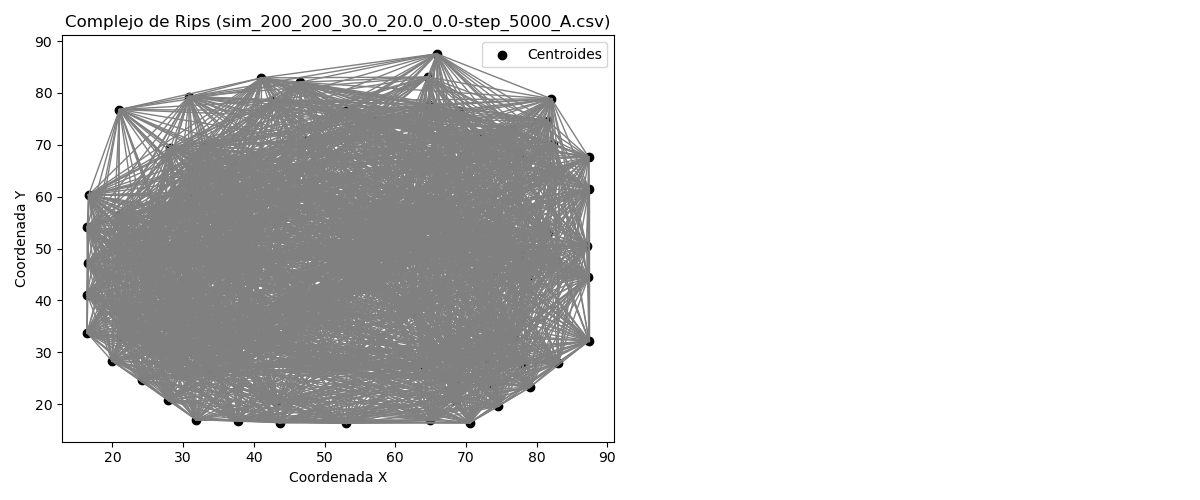 Complejo de Rips (sim_200_200_30.0_20.0_0.0-step_5000_A.csv)
Centroides
90
80
70
60
50
40
30
20
Coordenada Y
20 30 40 50 60 70 80 90
Coordenada X